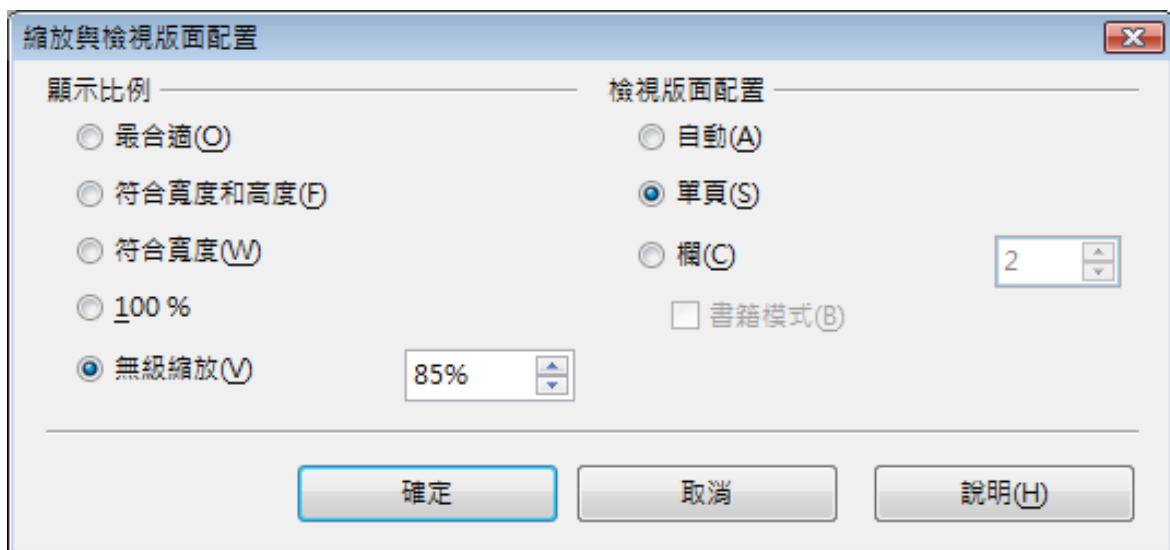 縮放與檢視版面配置
顯示比例
最合適(O)
符合寬度和高度(F)
符合寬度(W)
100 %
無級縮放(V)
85%
檢視版面配置
自動(A)
單頁(S)
欄(C)
2
書籍模式(B)
確定
取消
說明(H)